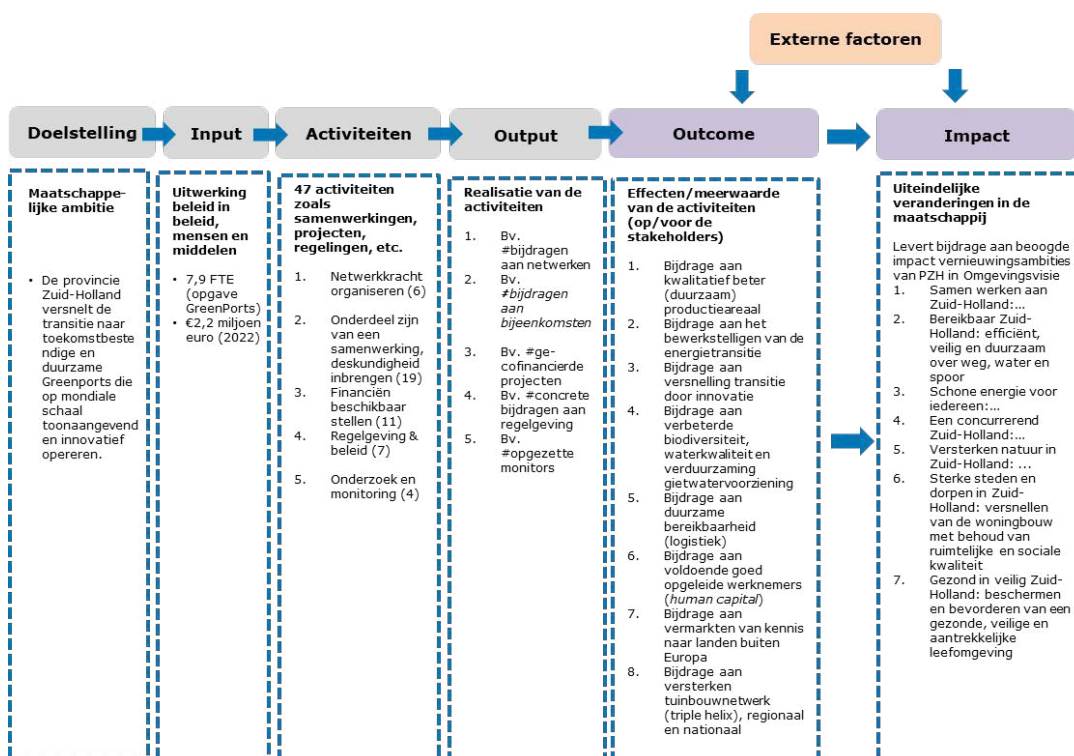 Externe factoren
Doelstelling
Input
Activiteiten
Output
Outcome
Impact
Maatschappe-
lijke ambitie
• De provincie
Zuid-Holland
versnelt de
transitie naar
toekomstbeste
ndige en
duurzame
Greenports die
op mondiale
schaal
toonaangevend
en innovatief
opereren.
Uitwerking
beleid in
beleid,
mensen en
middelen
• 7,9 FTE
(opgave
GreenPorts)
• €2,2 miljoen
euro (2022)
47 activiteiten
zoals
samenwerkingen,
projecten,
regelingen, etc.
1. Netwerkkracht
organiseren (6)
2. Onderdeel zijn
van een
samenwerking,
deskundigheid
inbrengen (19)
3. Financiën
beschikbaar
stellen (11)
4. Regelgeving &
beleid (7)
5. Onderzoek en
monitoring (4)
Realisatie van de
activiteiten
1. Bv.
#bijdragen
aan netwerken
2. Bv.
#bijdragen
aan
bijeenkomsten
3. Bv. #ge-
cofinancierde
projecten
4. Bv. #concrete
bijdragen aan
regelgeving
5. Bv.
#opgezette
monitors
Effecten/meerwaarde
van de activiteiten
(op/voor de
stakeholders)
1. Bijdrage aan
kwalitatief beter
(duurzaam)
productieareaal
2. Bijdrage aan het
bewerkstelligen van de
energietransitie
3. Bijdrage aan
versnelling transitie
door innovatie
4. Bijdrage aan
verbeterde
biodiversiteit,
waterkwaliteit en
verduurzaming
gietwatervoorziening
5. Bijdrage aan
duurzame
bereikbaarheid
(logistiek)
6. Bijdrage aan
voldoende goed
opgeleide werknemers
(human capital)
7. Bijdrage aan
vermarkten van kennis
naar landen buiten
Europa
8. Bijdrage aan
versterken
tuinbouwnetwerk
(triple helix), regionaal
en nationaal
Uiteindelijke
veranderingen in de
maatschappij
Levert bijdrage aan beoogde
impact vernieuwingsambities
van PZH in Omgevingsvisie
1. Samen werken aan
Zuid-Holland:...
2. Bereikbaar Zuid-
Holland: efficiënt,
veilig en duurzaam
over weg, water en
spoor
3. Schone energie voor
iedereen:...
4. Een concurrerend
Zuid-Holland:...
5. Versterken natuur in
Zuid-Holland: ...
6. Sterke steden en
dorpen in Zuid-
Holland: versnellen
van de woningbouw
met behoud van
ruimtelijke en sociale
kwaliteit
7. Gezond in veilig Zuid-
Holland: beschermen
en bevorderen van een
gezonde, veilige en
aantrekkelijke
leefomgeving